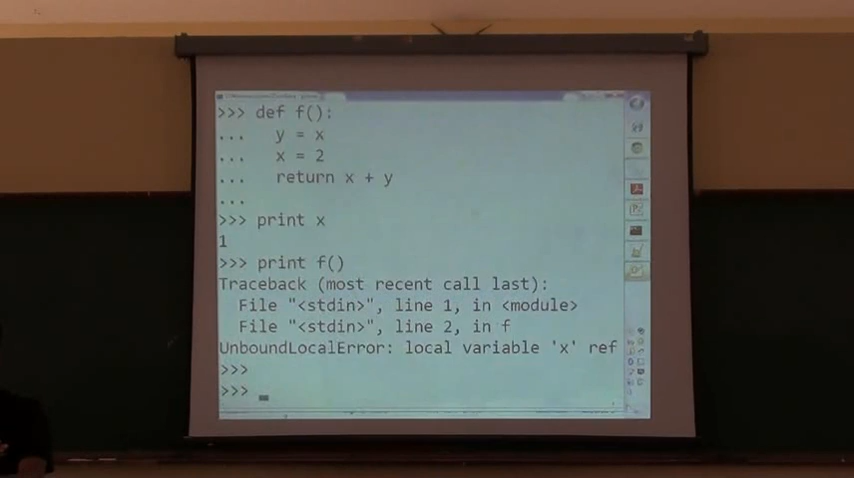 >>> def f():
...   y = x
...   x = 2
...   return x + y
...
>>> print x
1
>>> print f()
Traceback (most recent call last):
  File "<stdin>", line 1, in <module>
  File "<stdin>", line 2, in f
UnboundLocalError: local variable 'x' ref
>>>
>>>